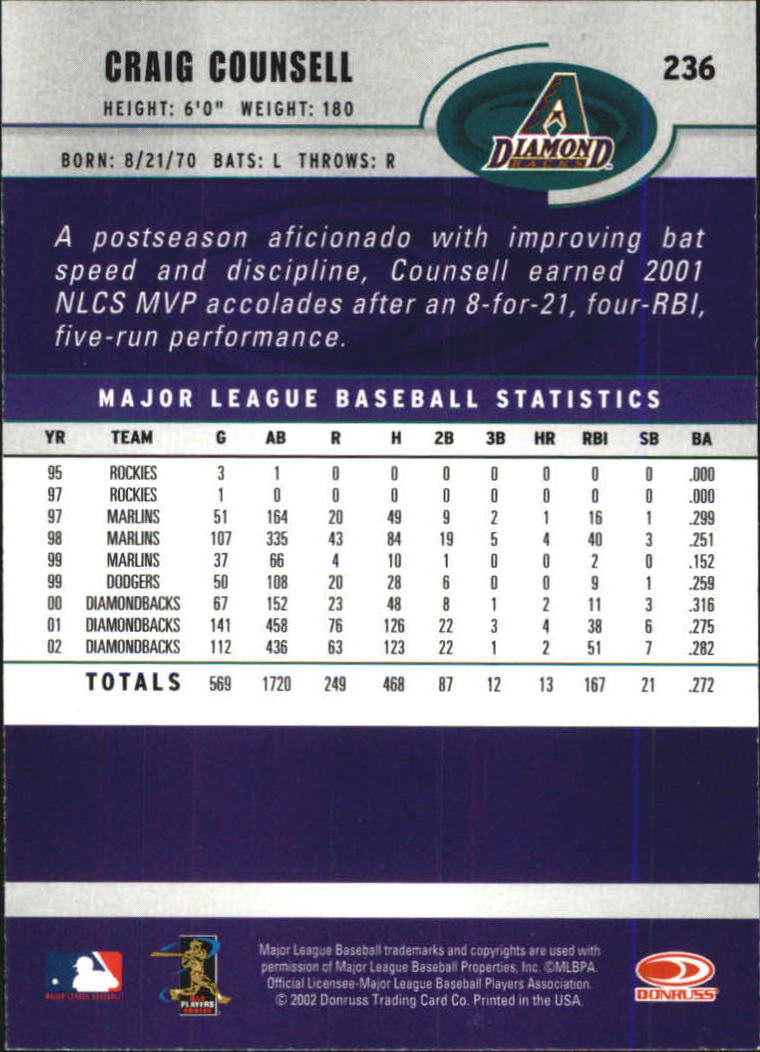 CRAIG COUNSELL
236
HEIGHT: 6'0" WEIGHT: 180
DIAMOND
BACKS
BORN: 8/21/70 BATS: L THROWS: R
A postseason aficionado with improving bat
speed and discipline, Counsell earned 2001
NLCS MVP accolades after an 8-for-21, four-RBI,
five-run performance.
MAJOR LEAGUE BASEBALL STATISTICS
YR TEAM G AB R H 2B 3B HR RBI SB BA
95 ROCKIES 3 1 0 0 0 0 0 0 0 .000
97 ROCKIES 1 0 0 0 0 0 0 0 0 .000
97 MARLINS 51 164 20 49 9 2 1 16 1 .299
98 MARLINS 107 335 43 84 19 5 4 40 3 .251
99 MARLINS 37 66 4 10 1 0 0 2 0 .152
99 DODGERS 50 108 20 28 6 0 0 9 1 .259
00 DIAMONDBACKS 67 152 23 48 8 1 2 11 3 .316
01 DIAMONDBACKS 141 458 76 126 22 3 4 38 6 .275
02 DIAMONDBACKS 112 436 63 123 22 1 2 51 7 .282
TOTALS 569 1720 249 468 87 12 13 167 21 .272
Major League Baseball trademarks and copyrights are used with
permission of Major League Baseball Properties, Inc. ©MLBPA
Official Licensee-Major League Baseball Players Association.
© 2002 Donruss Trading Card Co. Printed in the USA.
MAJOR LEAGUE BASEBALL
PLAYERS
CHOICE
DONRUSS